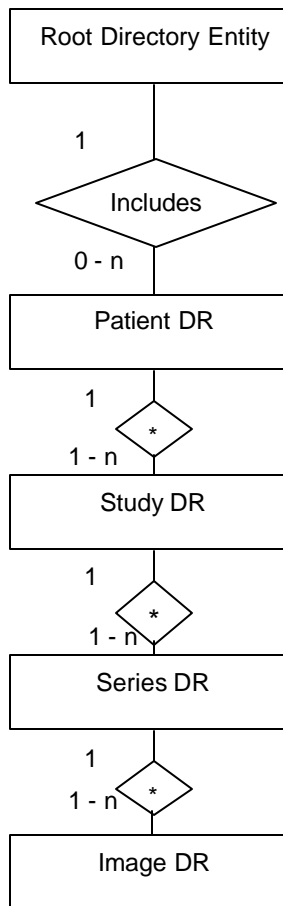 Root Directory Entity
1
Includes
0 - n
Patient DR
1
*
1 - n
Study DR
1
*
1 - n
Series DR
1
*
1 - n
Image DR